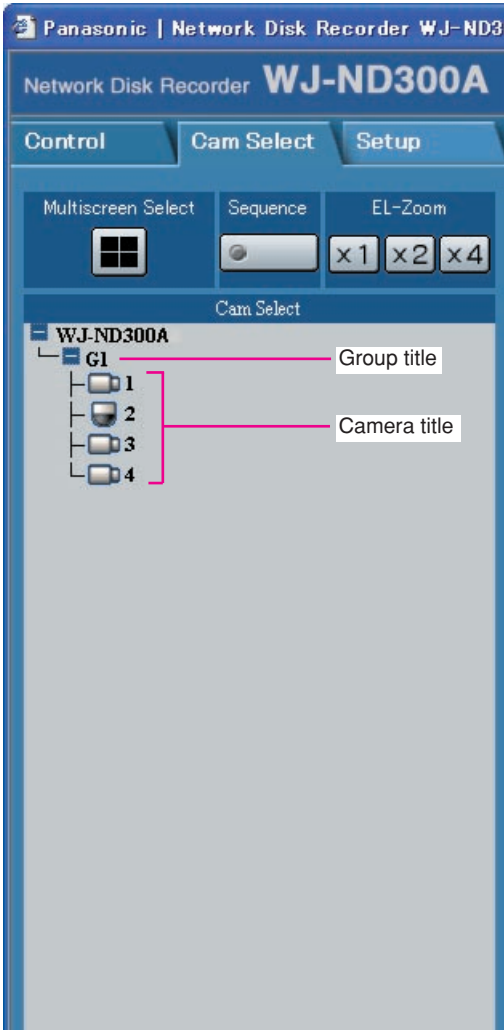 Panasonic | Network Disk Recorder WJ-ND3
Network Disk Recorder WJ-ND300A
Control Cam Select Setup
Multiscreen Select Sequence EL-Zoom
x1 x2 x4
Cam Select
WJ-ND300A
G1 Group title
1
2 Camera title
3
4